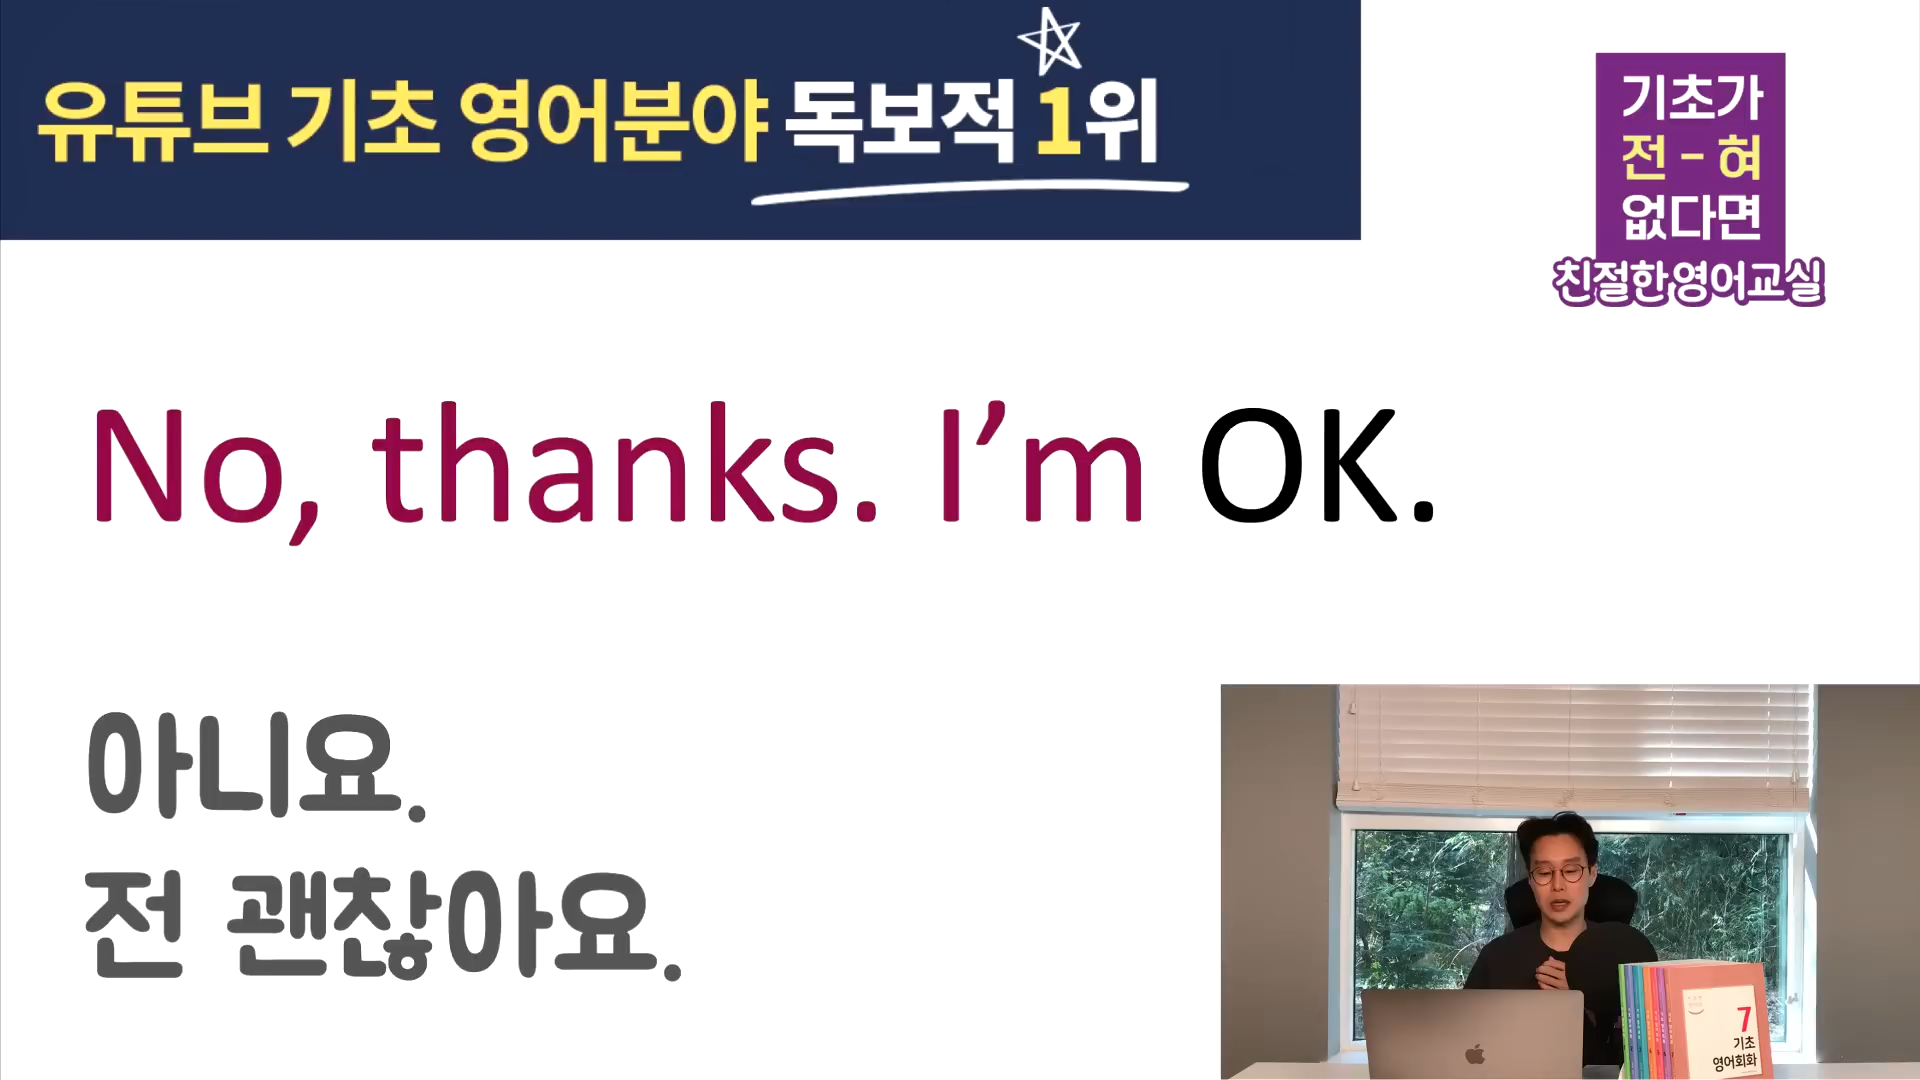 유튜브 기초 영어분야 독보적 1위
기초가
전-혀
없다면
친절한영어교실
No, thanks. I’m OK.
아니요.
전 괜찮아요.
7
기초
영어회화